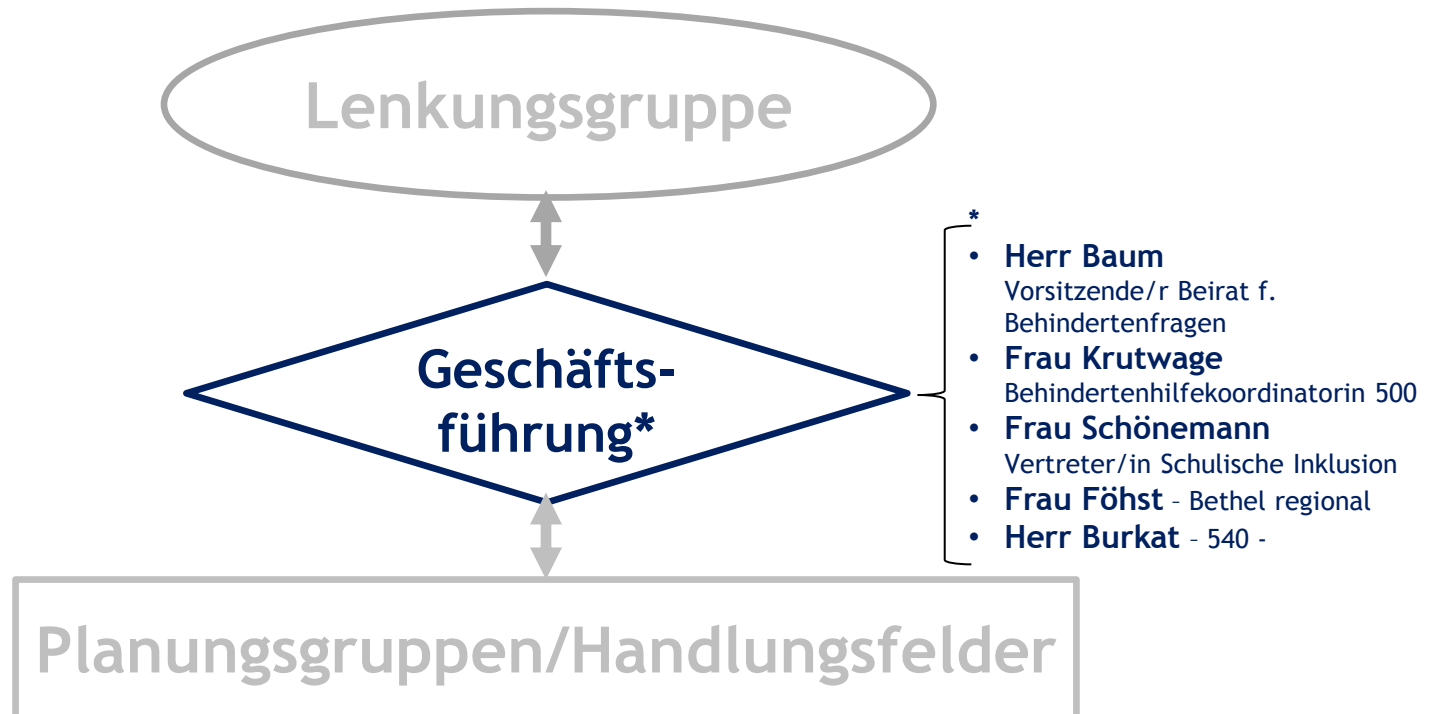 Lenkungsgruppe
Geschäfts-
führung*
*
• Herr Baum
Vorsitzende/r Beirat f.
Behindertenfragen
• Frau Krutwage
Behindertenhilfekoordinatorin 500
• Frau Schönemann
Vertreter/in Schulische Inklusion
• Frau Föhst – Bethel regional
• Herr Burkat – 540 -
Planungsgruppen/Handlungsfelder